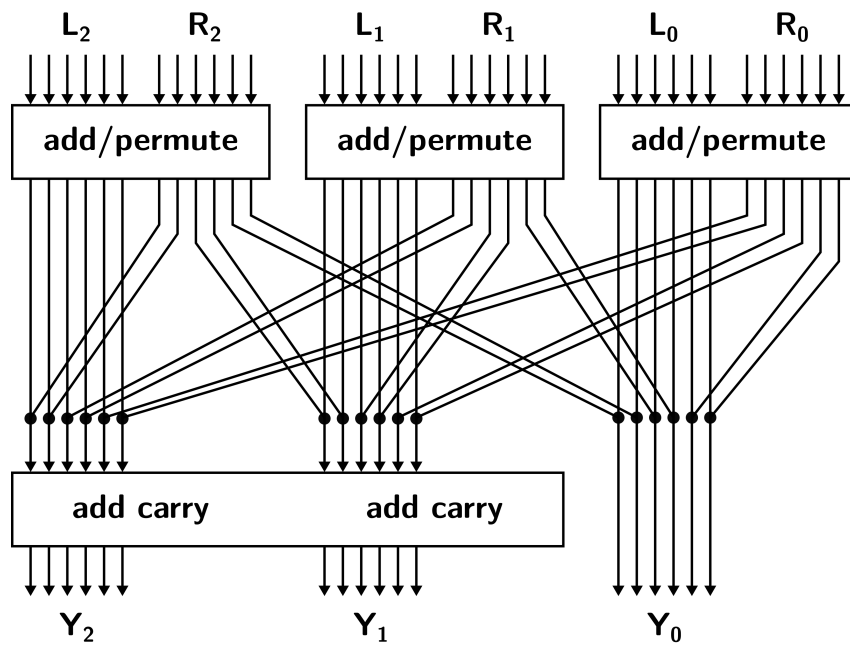 L₂ R₂ L₁ R₁ L₀ R₀
add/permute add/permute add/permute
add carry add carry
Y₂ Y₁ Y₀